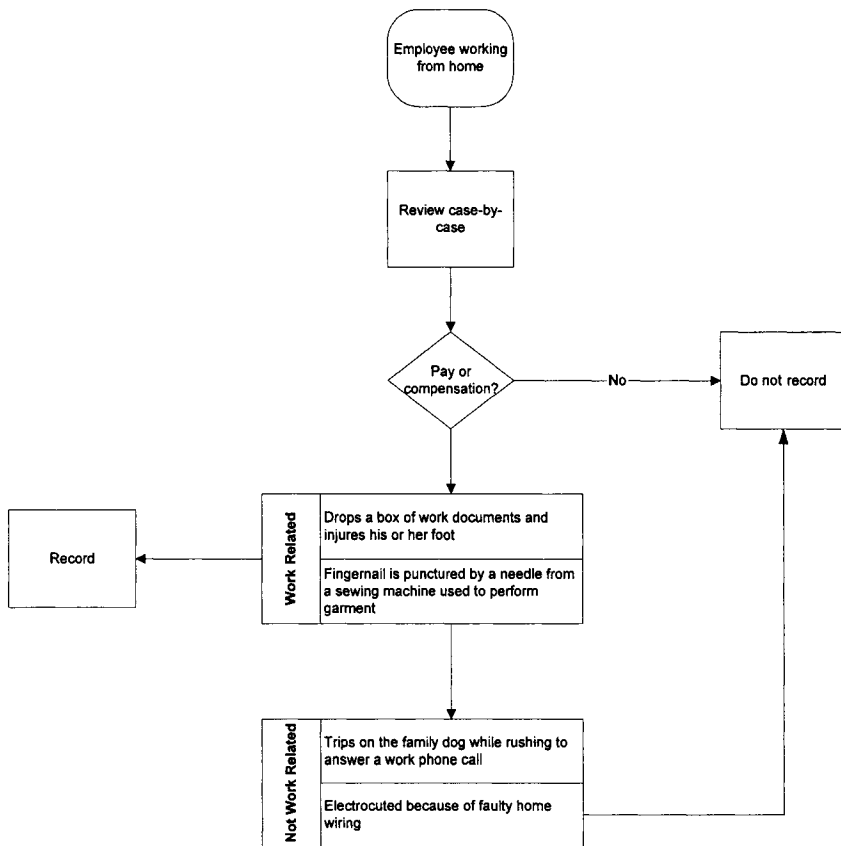 Employee working
from home
Review case-by-
case
Pay or
compensation?
No
Do not record
Record
Work Related
Drops a box of work documents and
injures his or her foot
Fingernail is punctured by a needle from
a sewing machine used to perform
garment
Not Work Related
Trips on the family dog while rushing to
answer a work phone call
Electrocuted because of faulty home
wiring